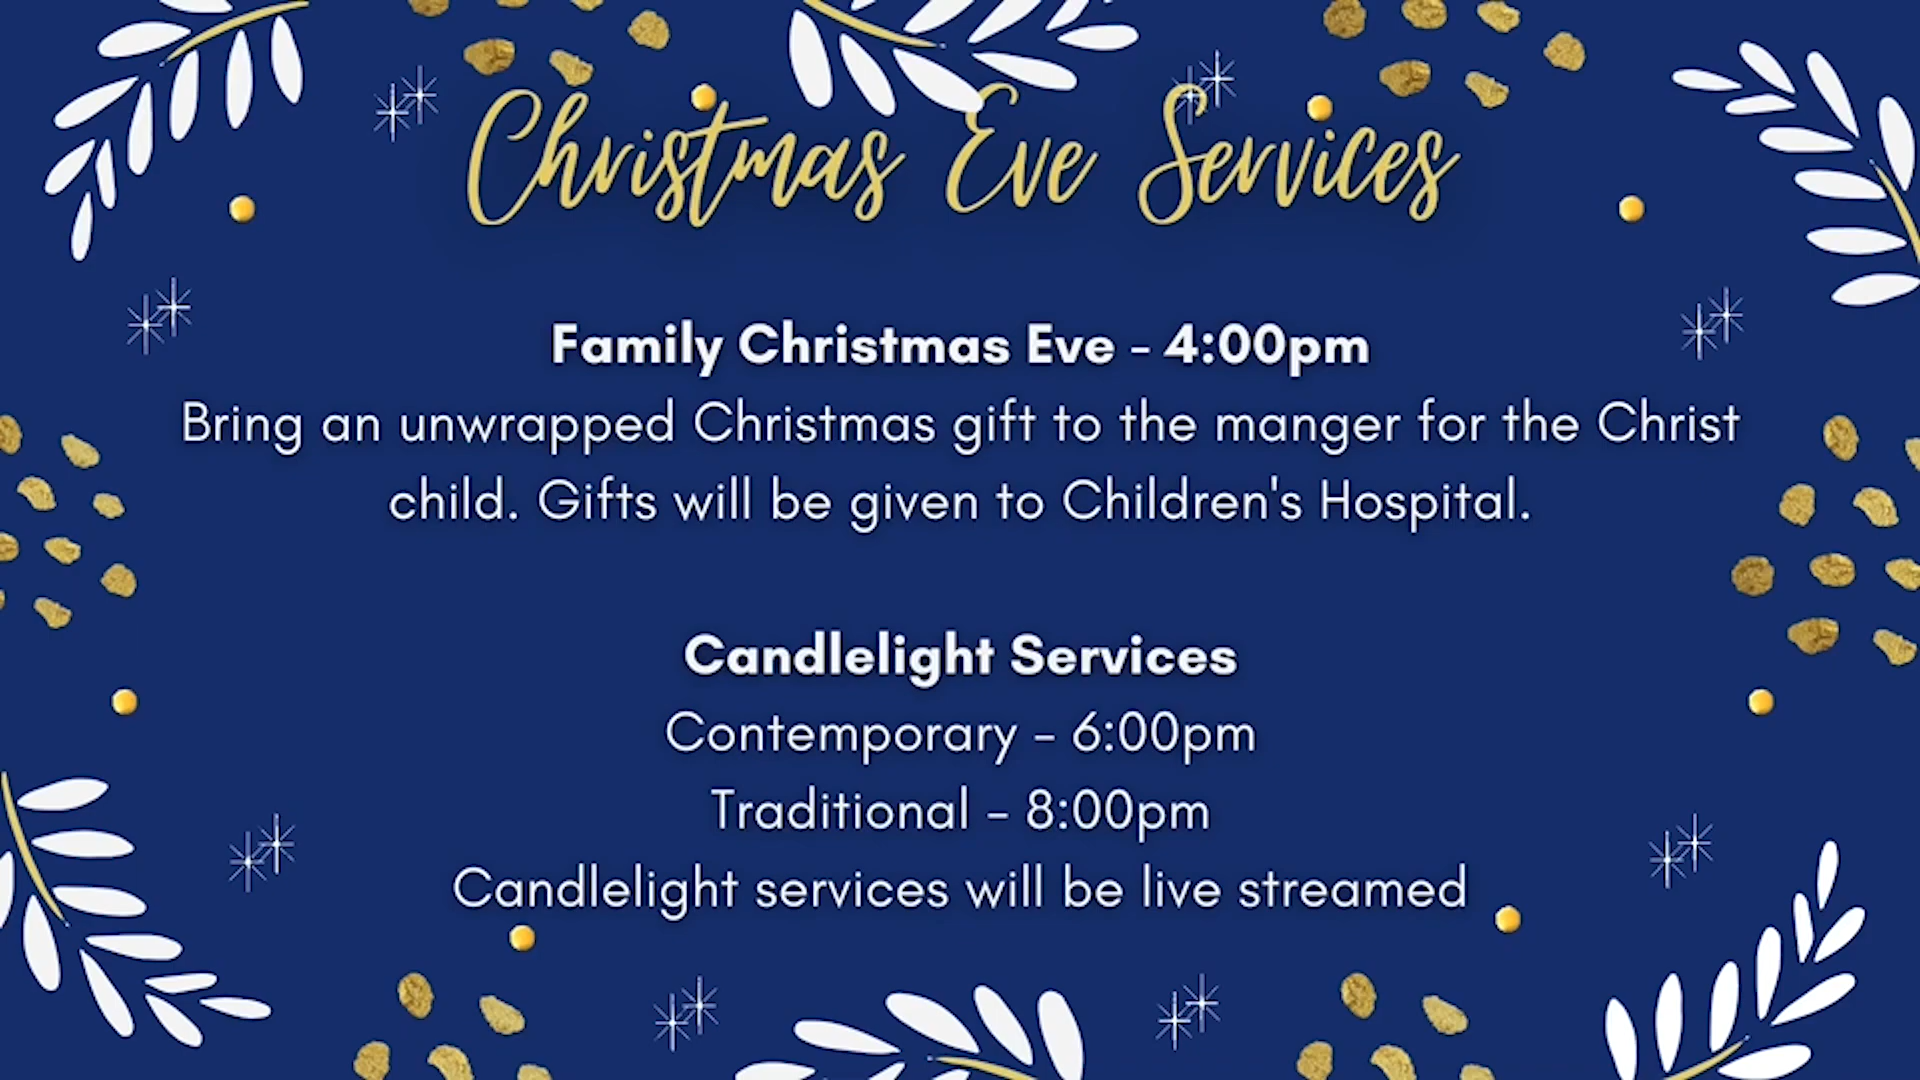 Christmas Eve Services
Family Christmas Eve - 4:00pm
Bring an unwrapped Christmas gift to the manger for the Christ
child. Gifts will be given to Children's Hospital.
Candlelight Services
Contemporary - 6:00pm
Traditional - 8:00pm
Candlelight services will be live streamed